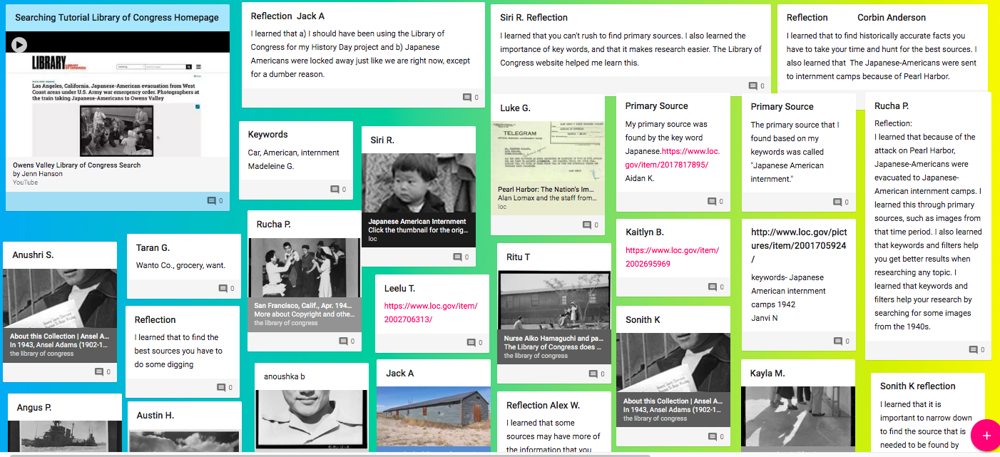 Searching Tutorial Library of Congress Homepage
LIBRARY
OF CONGRESS
Los Angeles, California. Japanese-American evacuation from West
Coast areas under U.S. Army war emergency order. Photographers at
the train taking Japanese-Americans to Owens Valley
Owens Valley Library of Congress Search
by Jenn Hanson
YouTube
0
Reflection Jack A
I learned that a) I should have been using the Library of
Congress for my History Day project and b) Japanese
Americans were locked away just like we are right now, except
for a dumber reason.
0
Siri R. Reflection
I learned that you can't rush to find primary sources. I also learned the
importance of key words, and that it makes research easier. The Library of
Congress website helped me learn this.
0
Reflection Corbin Anderson
I learned that to find historically accurate facts you
have to take your time and hunt for the best sources. I
also learned that The Japanese-Americans were sent
to internment camps because of Pearl Harbor.
Keywords
Car, American, internment
Madeleine G.
0
Siri R.
Japanese American Internment
Click the thumbnail for the orig...
loc
0
Luke G.
TELEGRAM
Pearl Harbor: The Nation's Im...
Alan Lomax and the staff from...
loc
0
Primary Source
My primary source was
found by the key word
Japanese.https://www.loc.
gov/item/2017817895/
Aidan K.
0
Primary Source
The primary source that I
found based on my
keywords was called
"Japanese American
internment."
0
Rucha P.
Reflection:
I learned that because of the
attack on Pearl Harbor,
Japanese-Americans were
evacuated to Japanese-
American internment camps. I
learned this through primary
sources, such as images from
that time period. I also learned
that keywords and filters help
you get better results when
researching any topic. I
learned that keywords and
filters help your research by
searching for some images
from the 1940s.
0
Anushri S.
About this Collection | Ansel A...
In 1943, Ansel Adams (1902-1...
the library of congress
0
Taran G.
Wanto Co., grocery, want.
0
Reflection
I learned that to find the
best sources you have to
do some digging
0
Rucha P.
San Francisco, Calif., Apr. 194...
More about Copyright and othe...
the library of congress
0
Leelu T.
https://www.loc.gov/item/
2002706313/
0
Ritu T
Nurse Aiko Hamaguchi and pa...
The Library of Congress does ...
the library of congress
0
Kaitlyn B.
https://www.loc.gov/item/
2002695969
0
http://www.loc.gov/pict
ures/item/2001705924
/
keywords- Japanese
American internment
camps 1942
Janvi N
0
Sonith K
About this Collection | Ansel A...
In 1943, Ansel Adams (1902-1...
the library of congress
0
Angus P.
Austin H.
anoushka b
Jack A
Reflection Alex W.
I learned that some
sources may have more of
the information that you
Kayla M.
Sonith K reflection
I learned that it is
important to narrow down
to find the source that is
needed to be found by
+